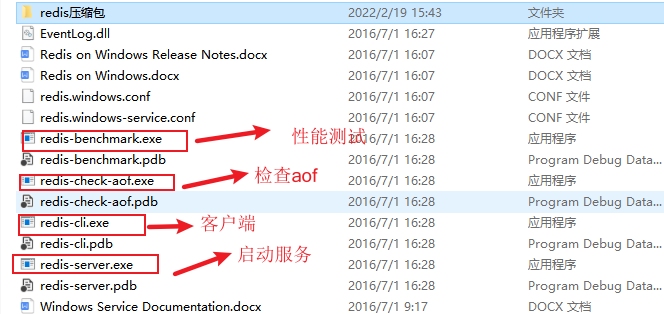 redis压缩包 2022/2/19 15:43 文件夹
EventLog.dll 2016/7/1 16:27 应用程序扩展
Redis on Windows Release Notes.docx 2016/7/1 16:07 DOCX 文档
Redis on Windows.docx 2016/7/1 16:07 DOCX 文档
redis.windows.conf 2016/7/1 16:07 CONF 文件
redis.windows-service.conf 2016/7/1 16:07 CONF 文件
redis-benchmark.exe 2016/7/1 16:28 应用程序
性能测试
redis-benchmark.pdb 2016/7/1 16:28 Program Debug Data...
redis-check-aof.exe 2016/7/1 16:28 应用程序
检查aof
redis-check-aof.pdb 2016/7/1 16:28 Program Debug Data...
redis-cli.exe 2016/7/1 16:28 应用程序
客户端
redis-cli.pdb 2016/7/1 16:28 Program Debug Data...
启动服务
redis-server.exe 2016/7/1 16:28 应用程序
redis-server.pdb 2016/7/1 16:28 Program Debug Data...
Windows Service Documentation.docx 2016/7/1 9:17 DOCX 文档